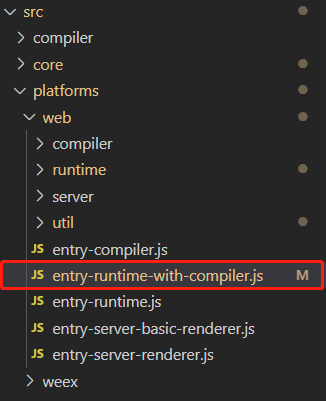 src
compiler
core
platforms
web
compiler
runtime
server
util
JS entry-compiler.js
JS entry-runtime-with-compiler.js M
JS entry-runtime.js
JS entry-server-basic-renderer.js
JS entry-server-renderer.js
weex